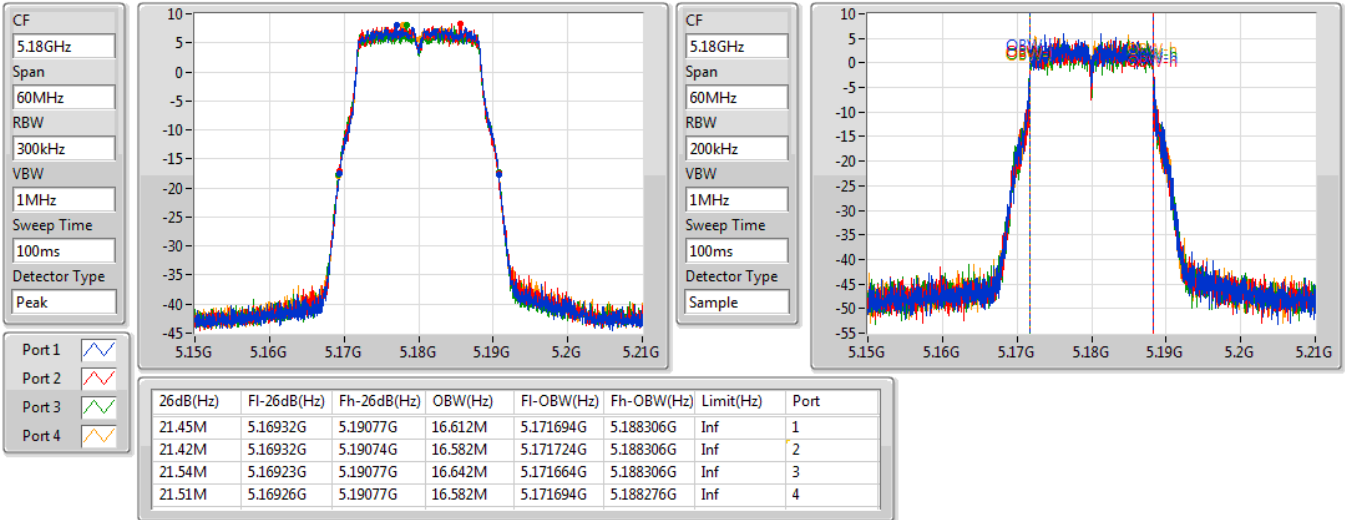 CF
5.18GHz
Span
60MHz
RBW
300kHz
VBW
1MHz
Sweep Time
100ms
Detector Type
Peak
10
5
0
-5
-10
-15
-20
-25
-30
-35
-40
-45
5.15G 5.16G 5.17G 5.18G 5.19G 5.2G 5.21G
CF
5.18GHz
Span
60MHz
RBW
200kHz
VBW
1MHz
Sweep Time
100ms
Detector Type
Sample
10
5
0
-5
-10
-15
-20
-25
-30
-35
-40
-45
-50
-55
5.15G 5.16G 5.17G 5.18G 5.19G 5.2G 5.21G
Port 1
Port 2
Port 3
Port 4
26dB(Hz) Fl-26dB(Hz) Fh-26dB(Hz) OBW(Hz) Fl-OBW(Hz) Fh-OBW(Hz) Limit(Hz) Port
21.45M 5.16932G 5.19077G 16.612M 5.171694G 5.188306G Inf 1
21.42M 5.16932G 5.19074G 16.582M 5.171724G 5.188306G Inf 2
21.54M 5.16923G 5.19077G 16.642M 5.171664G 5.188306G Inf 3
21.51M 5.16926G 5.19077G 16.582M 5.171694G 5.188276G Inf 4